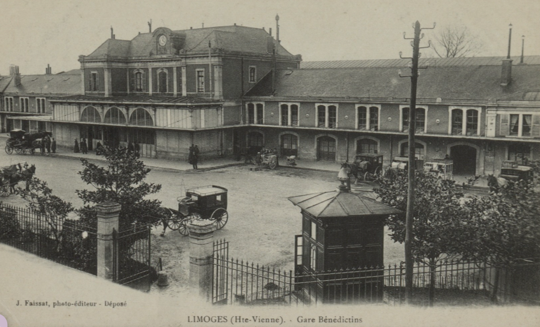 J. Faissat, photo-éditeur - Déposé
LIMOGES (Hte-Vienne). - Gare Bénédictins